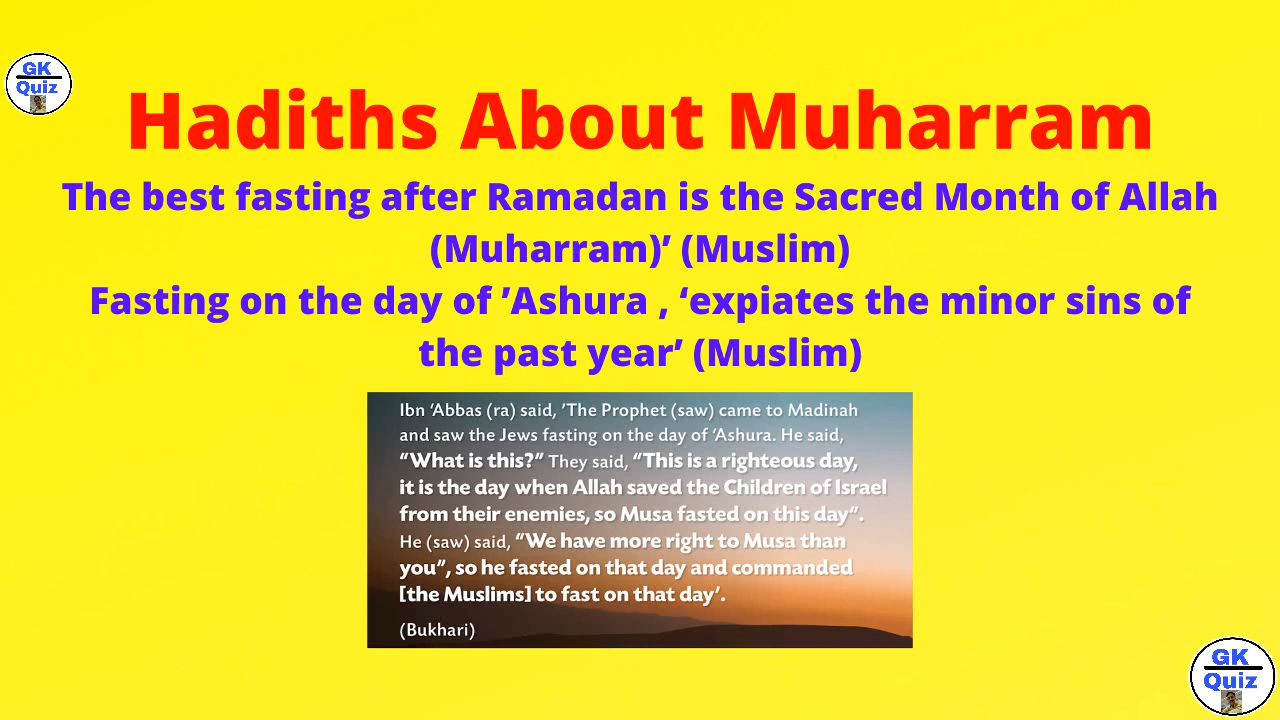 GK
Quiz
Hadiths About Muharram
The best fasting after Ramadan is the Sacred Month of Allah
(Muharram)’ (Muslim)
Fasting on the day of ’Ashura , ‘expiates the minor sins of
the past year’ (Muslim)
Ibn ‘Abbas (ra) said, ‘The Prophet (saw) came to Madinah
and saw the Jews fasting on the day of ‘Ashura. He said,
“What is this?” They said, “This is a righteous day,
it is the day when Allah saved the Children of Israel
from their enemies, so Musa fasted on this day”.
He (saw) said, “We have more right to Musa than
you”, so he fasted on that day and commanded
[the Muslims] to fast on that day’.
(Bukhari)
GK
Quiz